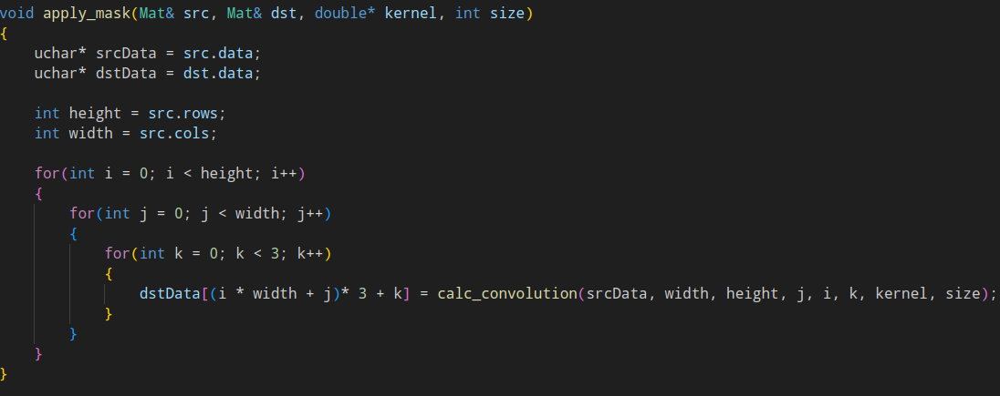 void apply_mask(Mat& src, Mat& dst, double* kernel, int size)
{
    uchar* srcData = src.data;
    uchar* dstData = dst.data;

    int height = src.rows;
    int width = src.cols;

    for(int i = 0; i < height; i++)
    {
        for(int j = 0; j < width; j++)
        {
            for(int k = 0; k < 3; k++)
            {
                dstData[(i * width + j)* 3 + k] = calc_convolution(srcData, width, height, j, i, k, kernel, size);
            }
        }
    }
}